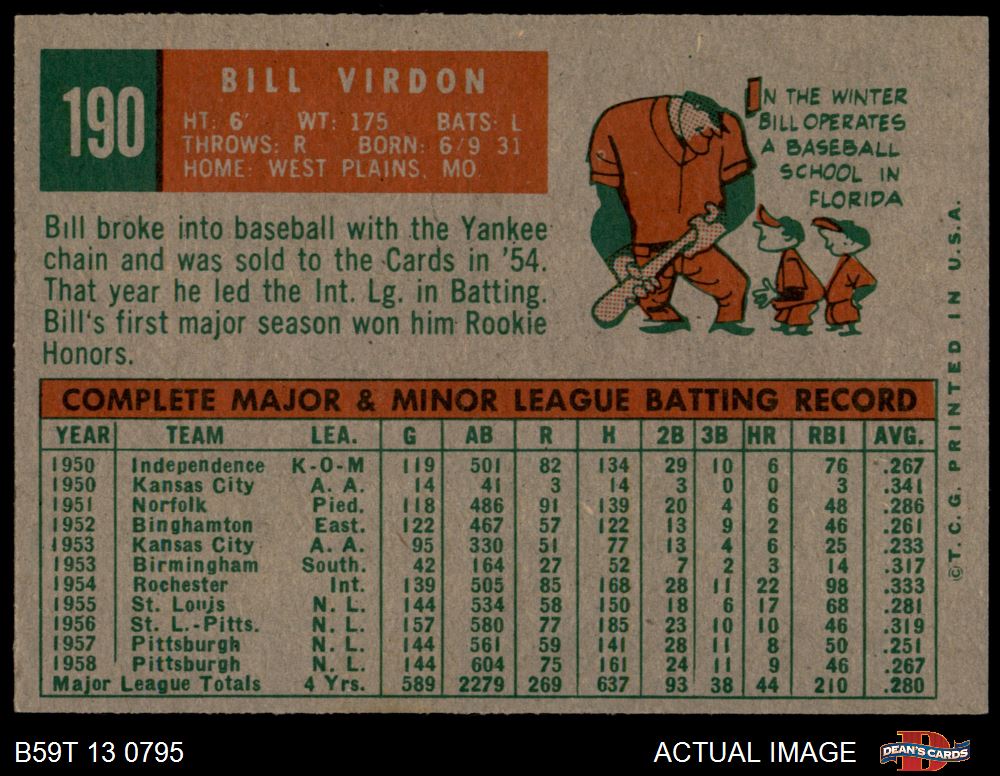 190
BILL VIRDON
HT: 6' WT: 175 BATS: L
THROWS: R BORN: 6/9 31
HOME: WEST PLAINS, MO.
IN THE WINTER
BILL OPERATES
A BASEBALL
SCHOOL IN
FLORIDA
Bill broke into baseball with the Yankee
chain and was sold to the Cards in '54.
That year he led the Int. Lg. in Batting.
Bill's first major season won him Rookie
Honors.
COMPLETE MAJOR & MINOR LEAGUE BATTING RECORD
YEAR TEAM LEA. G AB R H 2B 3B HR RBI AVG.
1950 Independence K-O-M 119 501 82 134 29 10 6 76 .267
1950 Kansas City A. A. 14 41 3 14 3 0 0 3 .341
1951 Norfolk Pied. 118 486 91 139 20 4 6 48 .286
1952 Binghamton East. 122 467 57 122 13 9 2 46 .261
1953 Kansas City A. A. 95 330 51 77 13 4 6 25 .233
1953 Birmingham South. 42 164 27 52 7 2 3 14 .317
1954 Rochester Int. 139 505 85 168 28 11 22 98 .333
1955 St. Louis N. L. 144 534 58 150 18 6 17 68 .281
1956 St. L.-Pitts. N. L. 157 580 77 185 23 10 10 46 .319
1957 Pittsburgh N. L. 144 561 59 141 28 11 8 50 .251
1958 Pittsburgh N. L. 144 604 75 161 24 11 9 46 .267
Major League Totals 4 Yrs. 589 2279 269 637 93 38 44 210 .280
©T.C.G. PRINTED IN U.S.A.
B59T 13 0795
ACTUAL IMAGE
D
DEAN'S CARDS